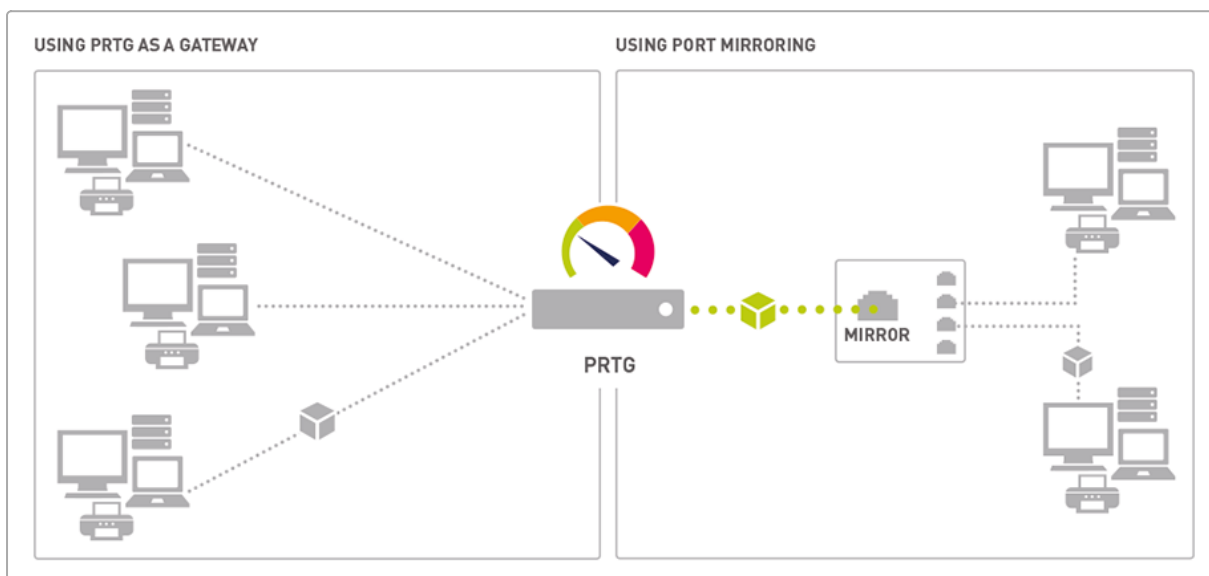 USING PRTG AS A GATEWAY
USING PORT MIRRORING
MIRROR
PRTG